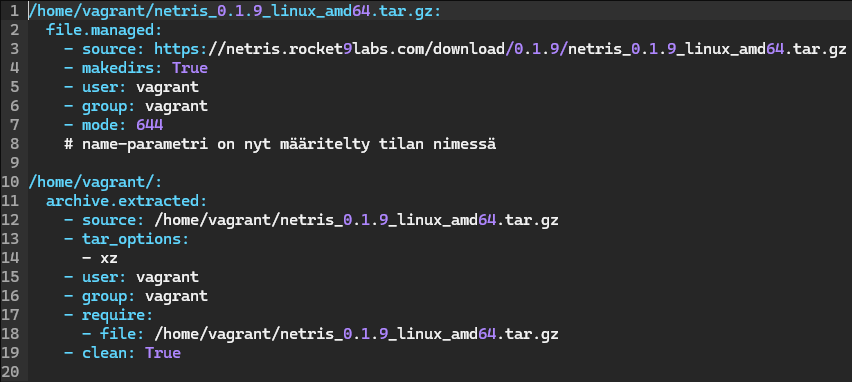 1 /home/vagrant/netris_0.1.9_linux_amd64.tar.gz:
2   file.managed:
3     - source: https://netris.rocket9labs.com/download/0.1.9/netris_0.1.9_linux_amd64.tar.gz
4     - makedirs: True
5     - user: vagrant
6     - group: vagrant
7     - mode: 644
8     # name-parametri on nyt määritelty tilan nimessä
9
10 /home/vagrant/:
11   archive.extracted:
12     - source: /home/vagrant/netris_0.1.9_linux_amd64.tar.gz
13     - tar_options:
14       - xz
15     - user: vagrant
16     - group: vagrant
17     - require:
18       - file: /home/vagrant/netris_0.1.9_linux_amd64.tar.gz
19     - clean: True
20